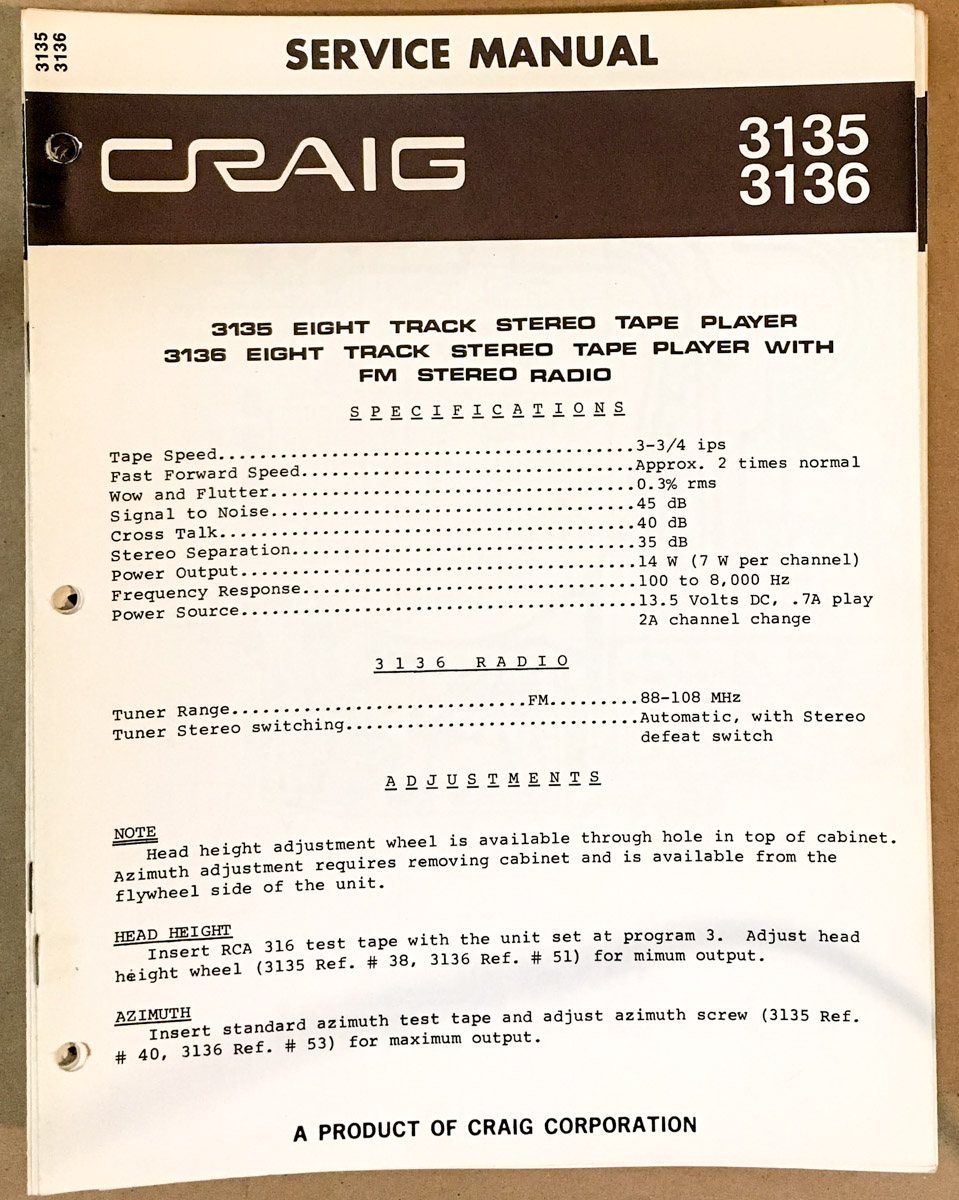 3135
3136
SERVICE MANUAL
CRAIG
3135
3136
3135 EIGHT TRACK STEREO TAPE PLAYER
3136 EIGHT TRACK STEREO TAPE PLAYER WITH
FM STEREO RADIO
SPECIFICATIONS
Tape Speed..........................................3-3/4 ips
Fast Forward Speed.................................Approx. 2 times normal
Wow and Flutter....................................0.3% rms
Signal to Noise....................................45 dB
Cross Talk.........................................40 dB
Stereo Separation..................................35 dB
Power Output.......................................14 W (7 W per channel)
Frequency Response.................................100 to 8,000 Hz
Power Source.......................................13.5 Volts DC, .7A play
2A channel change
3136 RADIO
Tuner Range.............................FM.........88-108 MHz
Tuner Stereo switching.............................Automatic, with Stereo
defeat switch
ADJUSTMENTS
NOTE
Head height adjustment wheel is available through hole in top of cabinet.
Azimuth adjustment requires removing cabinet and is available from the
flywheel side of the unit.
HEAD HEIGHT
Insert RCA 316 test tape with the unit set at program 3. Adjust head
height wheel (3135 Ref. # 38, 3136 Ref. # 51) for mimum output.
AZIMUTH
Insert standard azimuth test tape and adjust azimuth screw (3135 Ref.
# 40, 3136 Ref. # 53) for maximum output.
A PRODUCT OF CRAIG CORPORATION